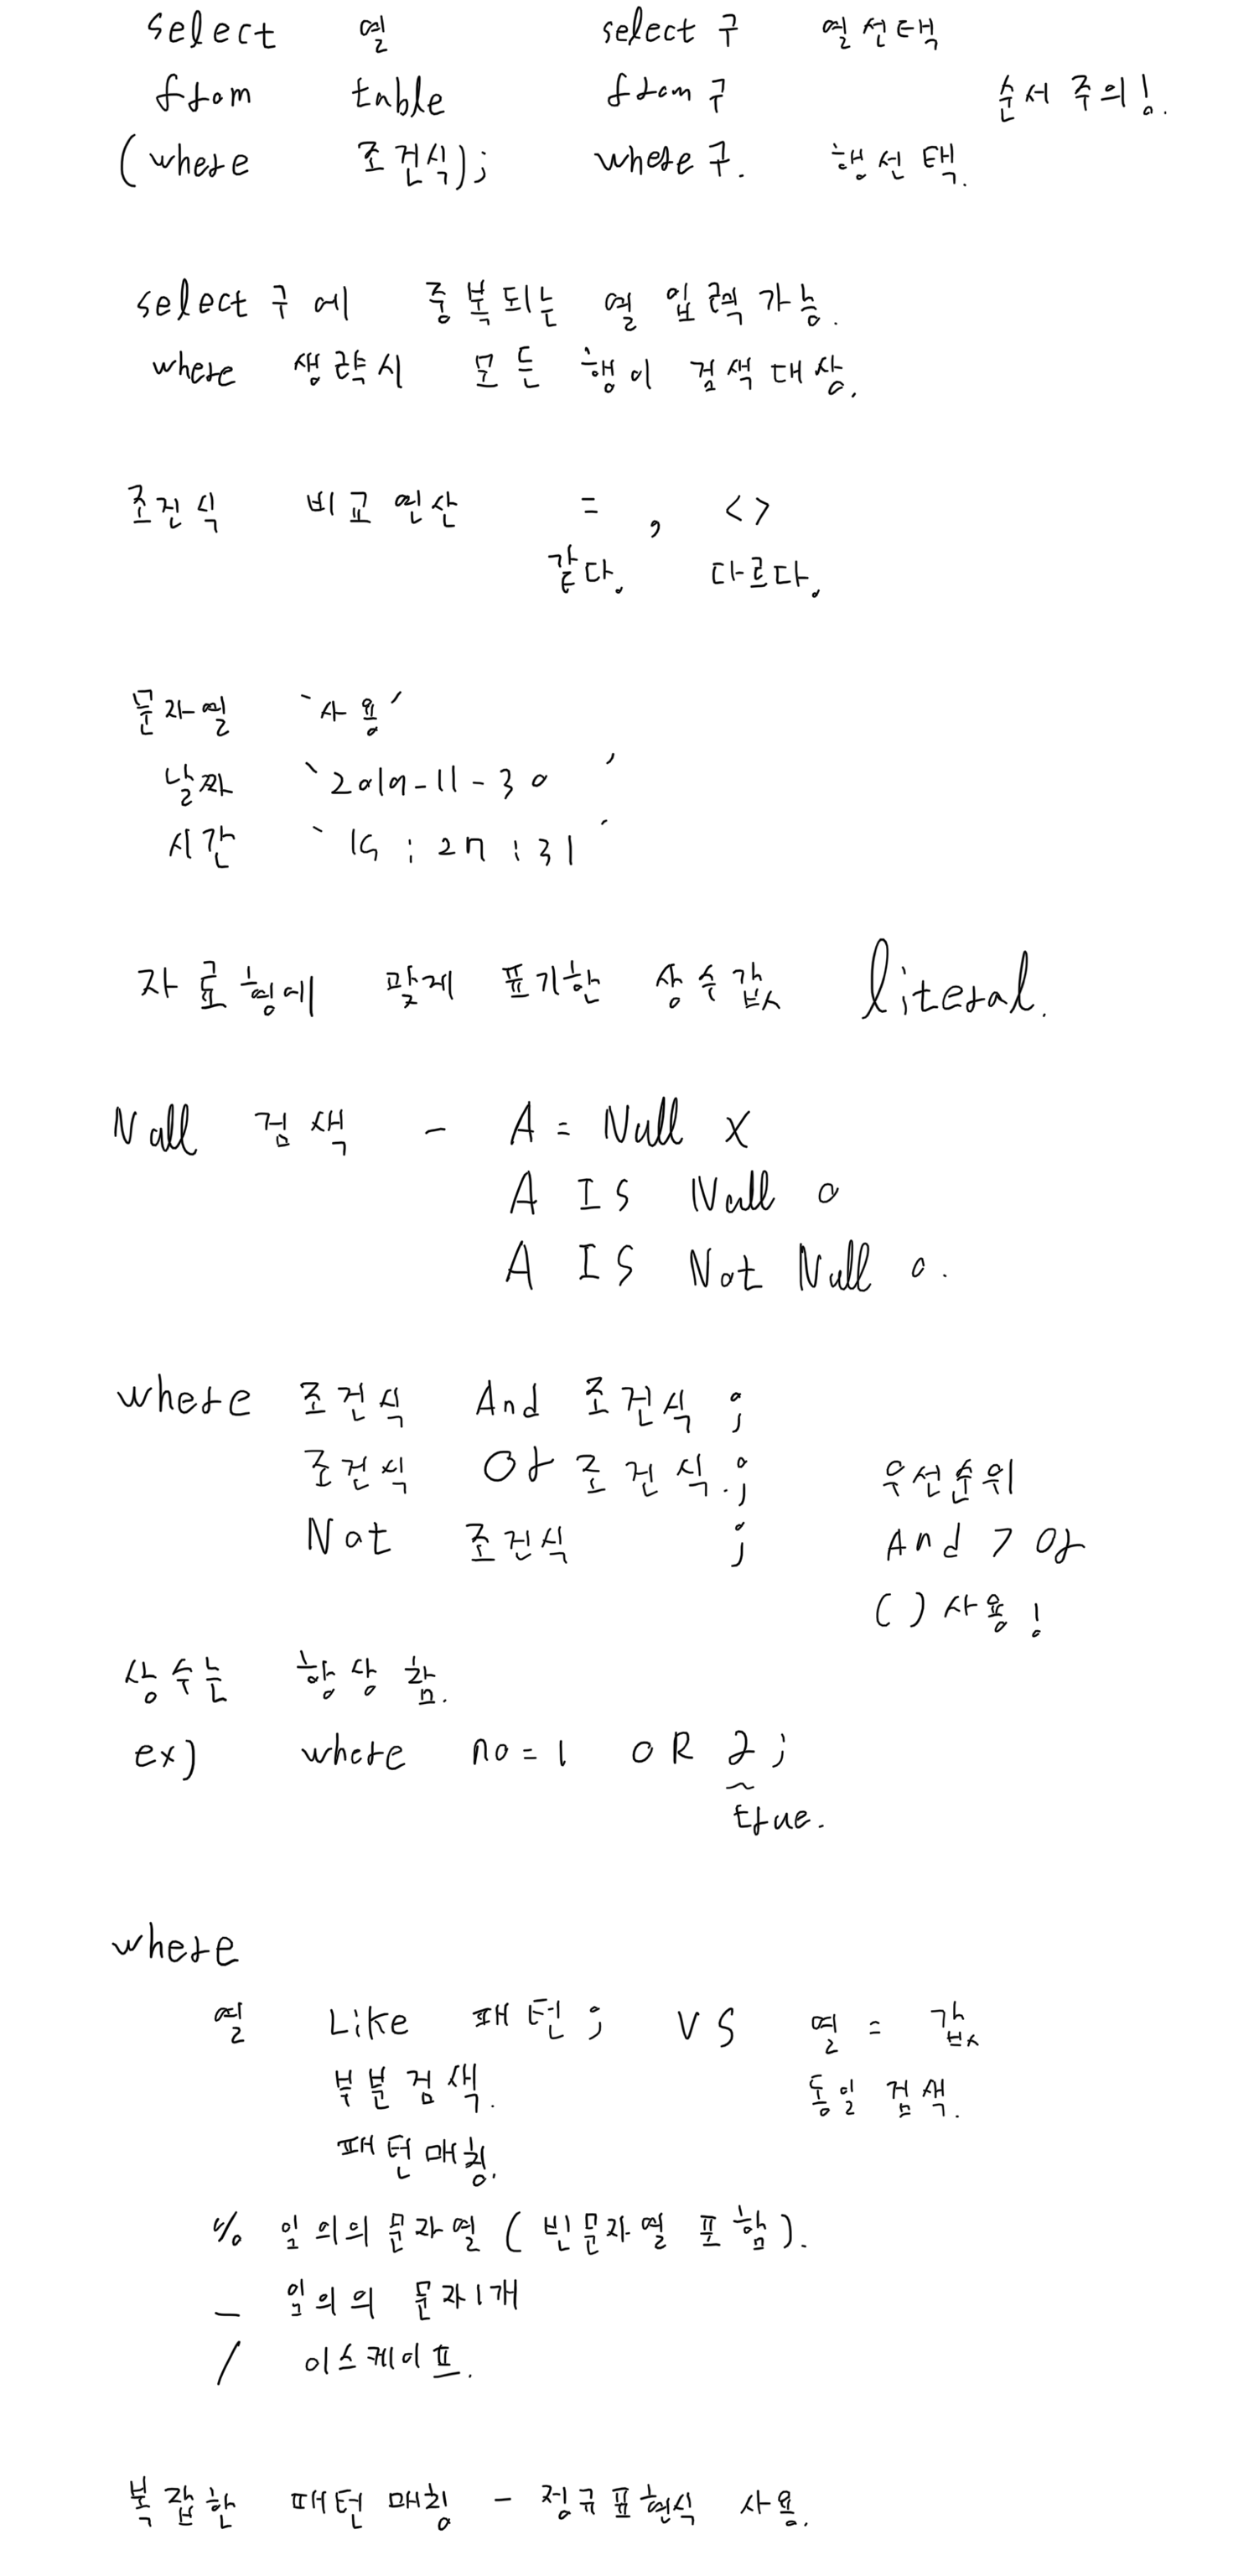 select 열 select 구 열선택
from table from 구 순서 주의!
(where 조건식); where 구. 행선택.
select 구에 중복되는 열 입력가능.
where 생략시 모든 행이 검색대상.
조건식 비교연산 = , <>
같다. 다르다.
문자열 `사용´
날짜 `2019-11-30´
시간 `15:27:31´
자료형에 맞게 표기한 상수값 literal.
Null 검색 - A = Null X
A IS Null o
A IS Not Null o.
where 조건식 And 조건식 ;
조건식 Or 조건식.; 우선순위
Not 조건식 ; And > Or
() 사용!
상수는 항상 참.
ex) where no = 1 OR 2;
true.
where
열 Like 패턴; VS 열 = 값
부분검색. 동일 검색.
패턴매칭.
% 임의의 문자열 (빈문자열 포함).
_ 임의의 문자1개
/ 이스케이프.
복잡한 패턴매칭 - 정규표현식 사용.